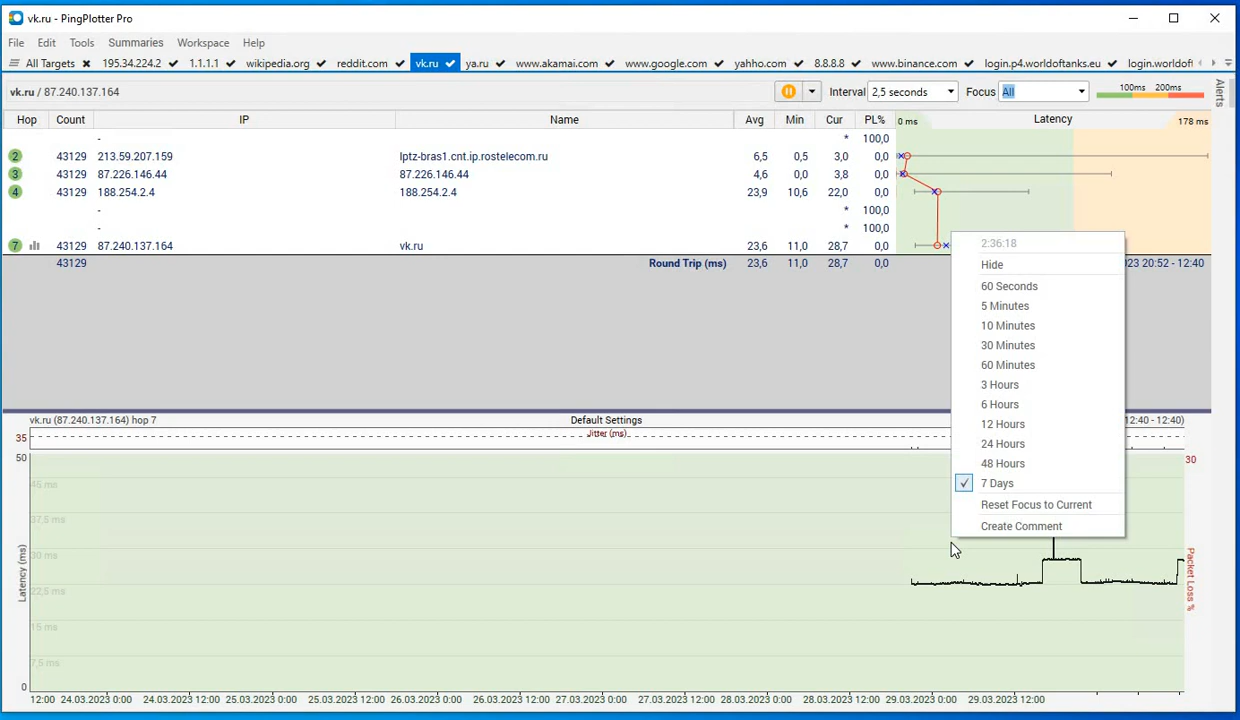 vk.ru - PingPlotter Pro
File Edit Tools Summaries Workspace Help
All Targets 195.34.224.2 1.1.1.1 wikipedia.org reddit.com vk.ru ya.ru www.akamai.com www.google.com yahho.com 8.8.8.8 www.binance.com login.p4.worldoftanks.eu login.worldof
vk.ru / 87.240.137.164 Interval 2,5 seconds Focus All 100ms 200ms Alerts
Hop Count IP Name Avg Min Cur PL% 0 ms Latency 178 ms
- * 100,0
2 43129 213.59.207.159 lptz-bras1.cnt.ip.rostelecom.ru 6,5 0,5 3,0 0,0
3 43129 87.226.146.44 87.226.146.44 4,6 0,0 3,8 0,0
4 43129 188.254.2.4 188.254.2.4 23,9 10,6 22,0 0,0
- * 100,0
- * 100,0
7 43129 87.240.137.164 vk.ru 23,6 11,0 28,7 0,0
43129 Round Trip (ms) 23,6 11,0 28,7 0,0 023 20:52 - 12:40
2:36:18
Hide
60 Seconds
5 Minutes
10 Minutes
30 Minutes
60 Minutes
3 Hours
6 Hours
12 Hours
24 Hours
48 Hours
7 Days
Reset Focus to Current
Create Comment
vk.ru (87.240.137.164) hop 7 Default Settings 12:40 - 12:40)
35 Jitter (ms)
50 30
45 ms
37,5 ms
30 ms
22,5 ms
15 ms
7,5 ms
0
Latency (ms)
Packet Loss %
12:00 24.03.2023 0:00 24.03.2023 12:00 25.03.2023 0:00 25.03.2023 12:00 26.03.2023 0:00 26.03.2023 12:00 27.03.2023 0:00 27.03.2023 12:00 28.03.2023 0:00 28.03.2023 12:00 29.03.2023 0:00 29.03.2023 12:00